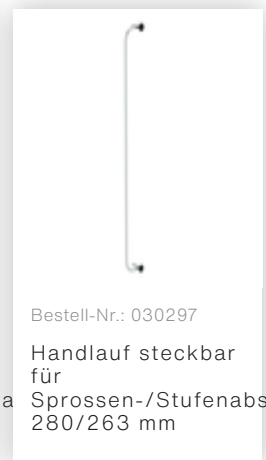 Bestell-Nr.: 030297
Handlauf steckbar
für
Sprossen-/Stufenabs
280/263 mm